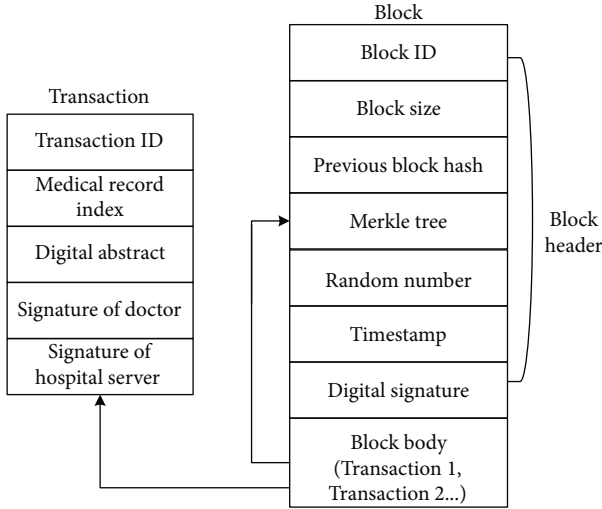 Transaction
Transaction ID
Medical record
index
Digital abstract
Signature of doctor
Signature of
hospital server
Block
Block ID
Block size
Previous block hash
Merkle tree
Random number
Timestamp
Digital signature
Block body
(Transaction 1,
Transaction 2...)
Block
header